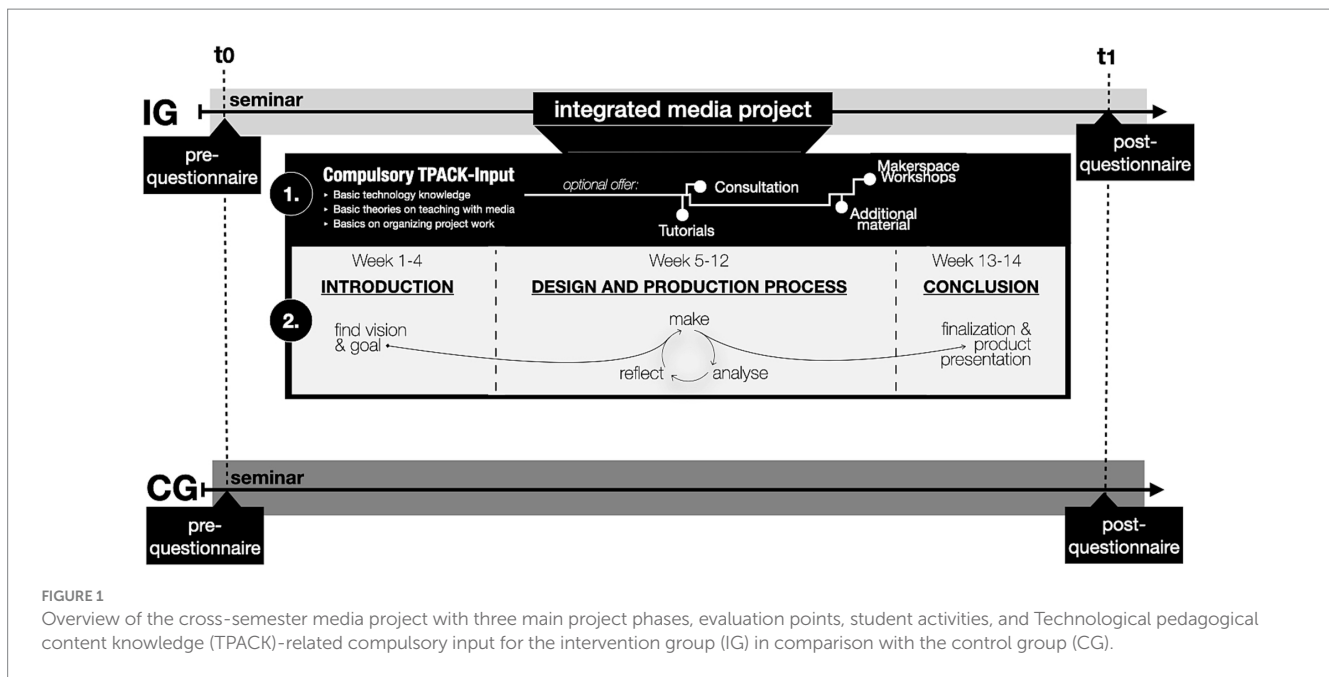 t0
t1
IG
seminar
integrated media project
pre-
questionnaire
post-
questionnaire
1.
Compulsory TPACK-Input
▸ Basic technology knowledge
▸ Basic theories on teaching with media
▸ Basics on organizing project work
optional offer:
Consultation
Tutorials
Makerspace
Workshops
Additional
material
2.
Week 1-4
INTRODUCTION
find vision
& goal
Week 5-12
DESIGN AND PRODUCTION PROCESS
make
reflect
analyse
Week 13-14
CONCLUSION
finalization &
product
presentation
CG
seminar
pre-
questionnaire
post-
questionnaire
FIGURE 1
Overview of the cross-semester media project with three main project phases, evaluation points, student activities, and Technological pedagogical
content knowledge (TPACK)-related compulsory input for the intervention group (IG) in comparison with the control group (CG).